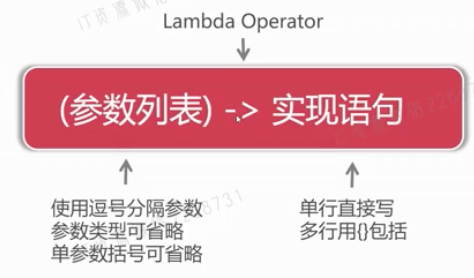 Lambda Operator
(参数列表) -> 实现语句
使用逗号分隔参数
参数类型可省略
单参数括号可省略
单行直接写
多行用{}包括